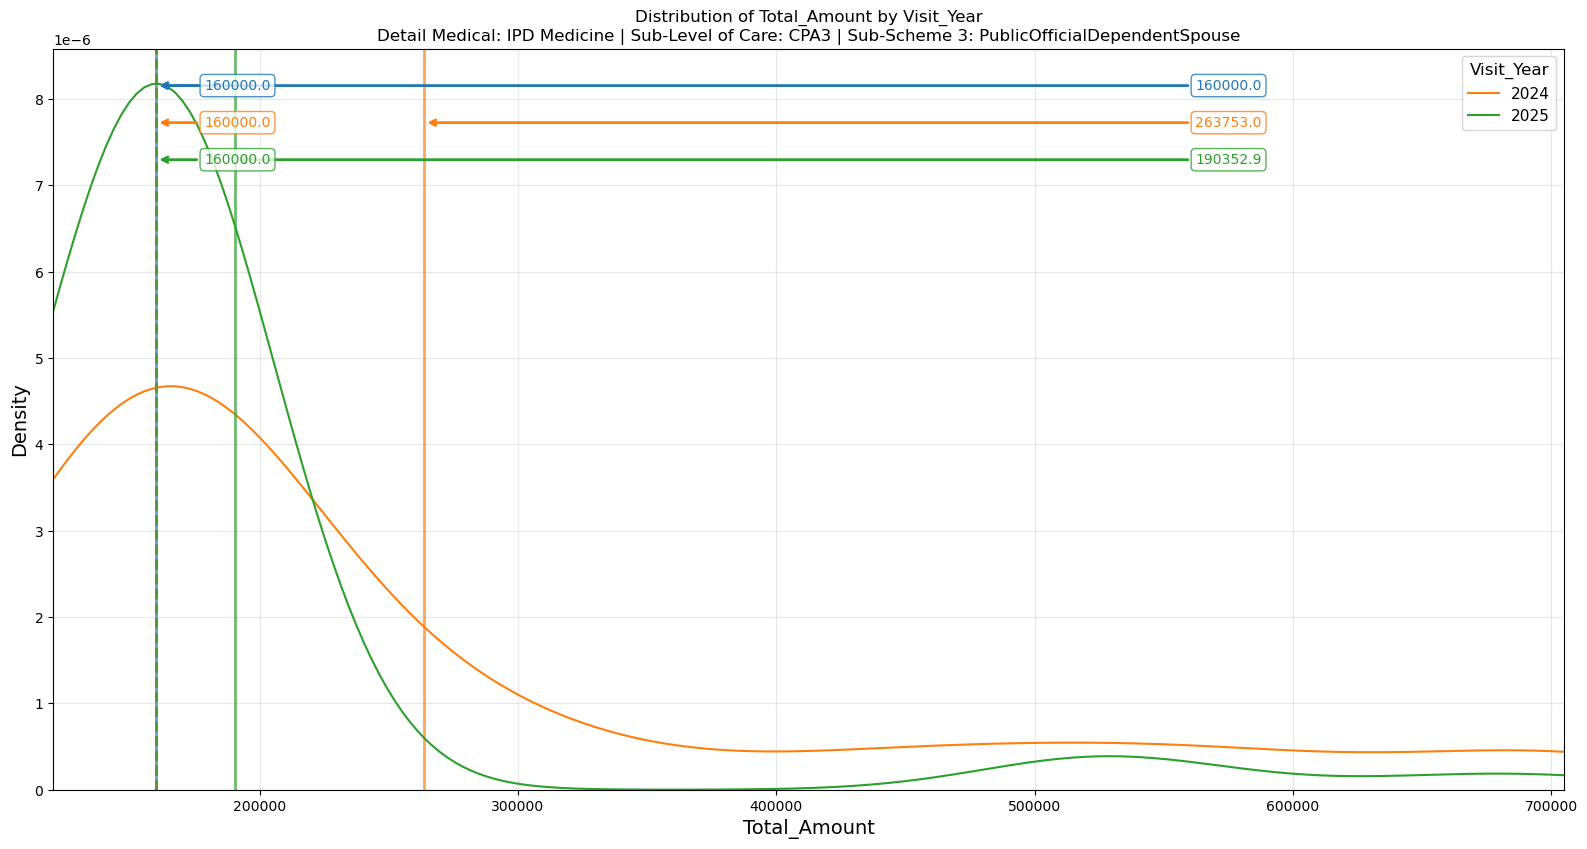 Distribution of Total_Amount by Visit_Year
Detail Medical: IPD Medicine | Sub-Level of Care: CPA3 | Sub-Scheme 3: PublicOfficialDependentSpouse
1e−6
Visit_Year
2024
2025
160000.0 160000.0
160000.0 263753.0
160000.0 190352.9
8
7
6
5
4
3
2
1
0
Density
200000 300000 400000 500000 600000 700000
Total_Amount